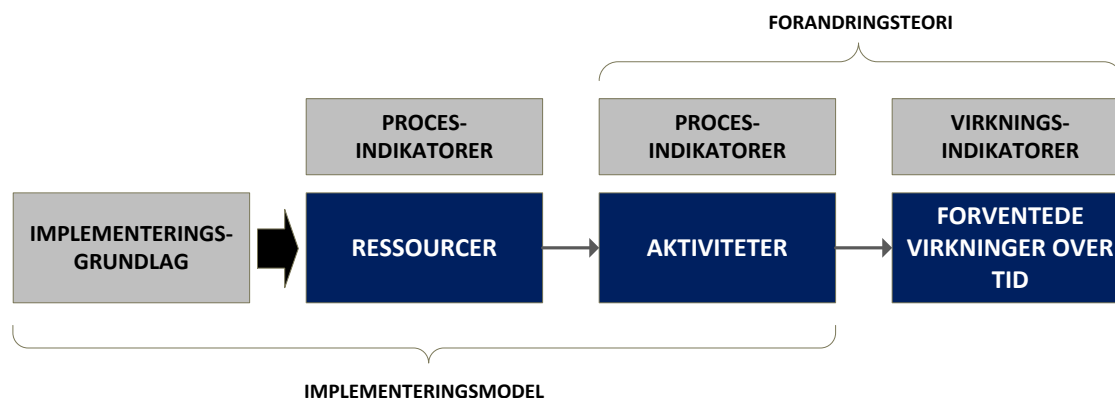 FORANDRINGSTEORI
PROCES-
INDIKATORER
PROCES-
INDIKATORER
VIRKNINGS-
INDIKATORER
IMPLEMENTERINGS-
GRUNDLAG
RESSOURCER
AKTIVITETER
FORVENTEDE
VIRKNINGER OVER
TID
IMPLEMENTERINGSMODEL